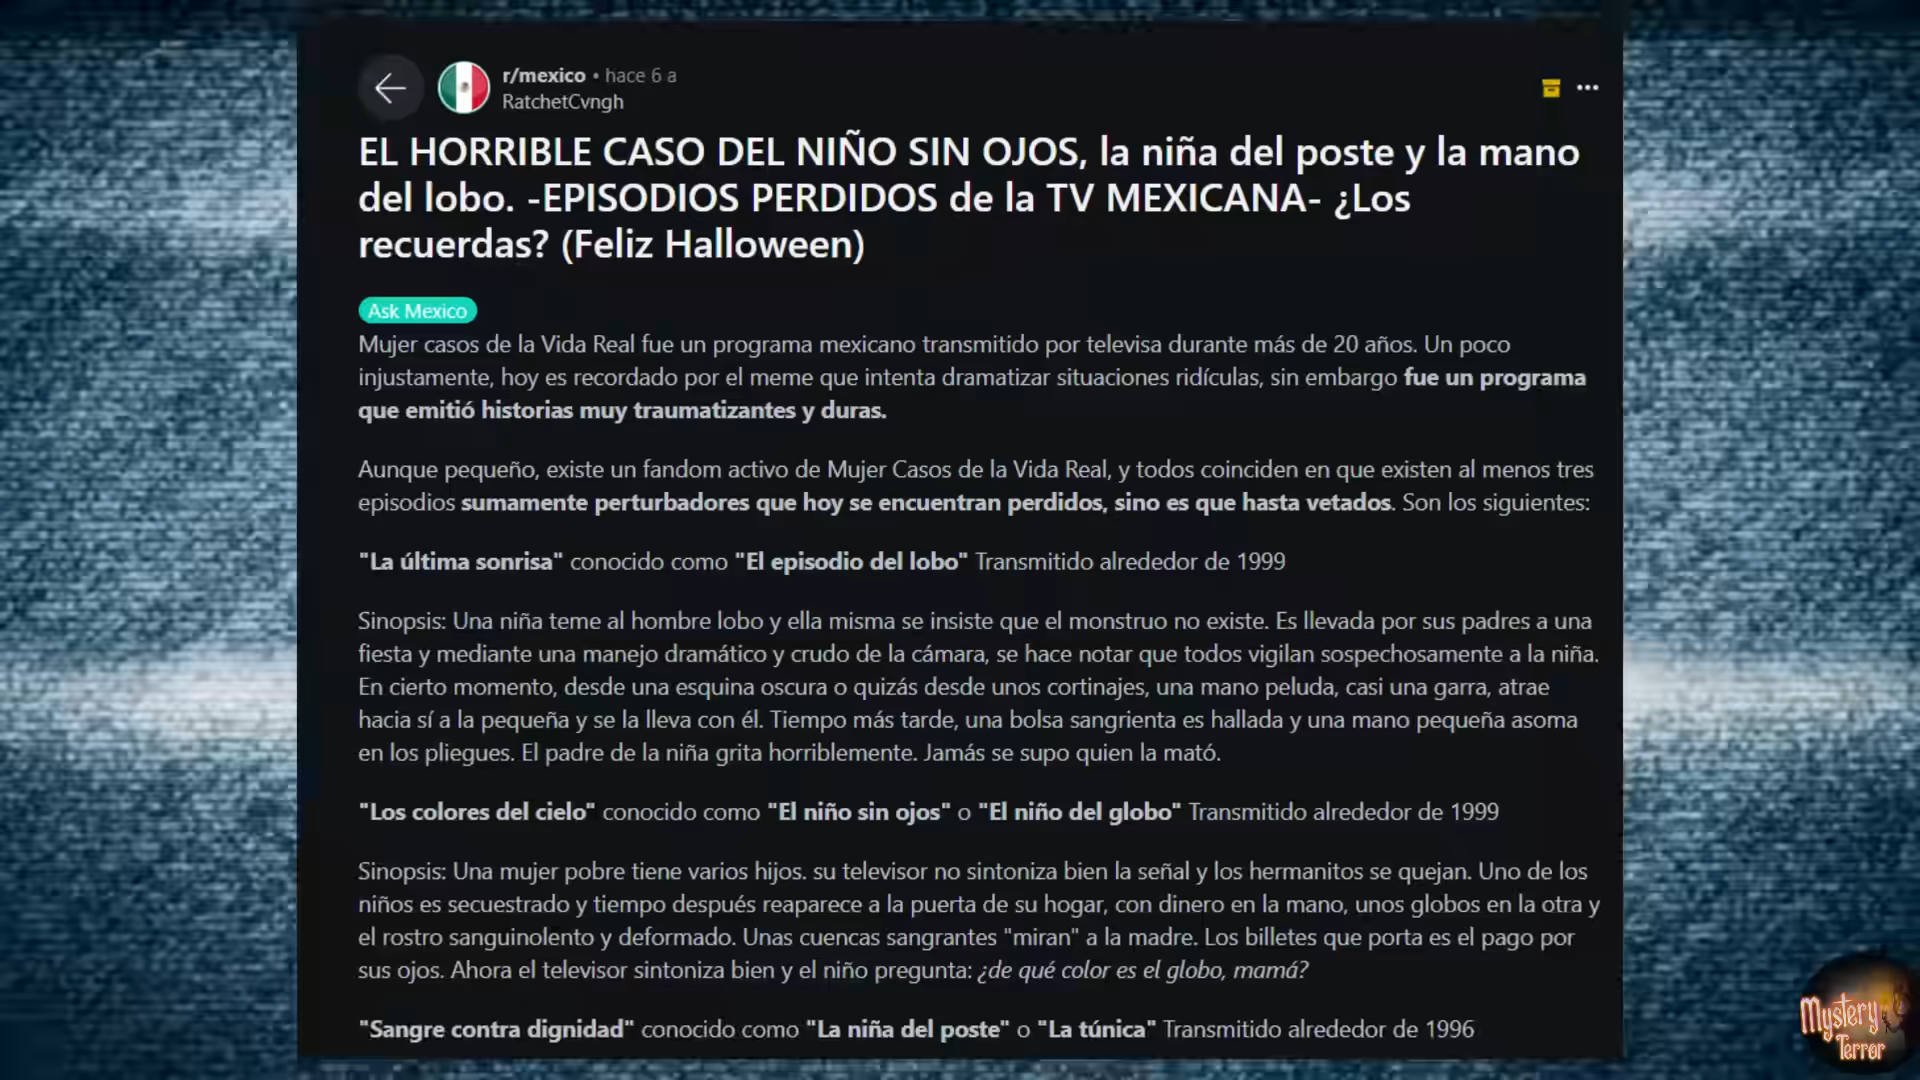 r/mexico • hace 6 a
RatchetCvngh
EL HORRIBLE CASO DEL NIÑO SIN OJOS, la niña del poste y la mano
del lobo. -EPISODIOS PERDIDOS de la TV MEXICANA- ¿Los
recuerdas? (Feliz Halloween)
Ask Mexico
Mujer casos de la Vida Real fue un programa mexicano transmitido por televisa durante más de 20 años. Un poco
injustamente, hoy es recordado por el meme que intenta dramatizar situaciones ridículas, sin embargo fue un programa
que emitió historias muy traumatizantes y duras.
Aunque pequeño, existe un fandom activo de Mujer Casos de la Vida Real, y todos coinciden en que existen al menos tres
episodios sumamente perturbadores que hoy se encuentran perdidos, sino es que hasta vetados. Son los siguientes:
"La última sonrisa" conocido como "El episodio del lobo" Transmitido alrededor de 1999
Sinopsis: Una niña teme al hombre lobo y ella misma se insiste que el monstruo no existe. Es llevada por sus padres a una
fiesta y mediante una manejo dramático y crudo de la cámara, se hace notar que todos vigilan sospechosamente a la niña.
En cierto momento, desde una esquina oscura o quizás desde unos cortinajes, una mano peluda, casi una garra, atrae
hacia sí a la pequeña y se la lleva con él. Tiempo más tarde, una bolsa sangrienta es hallada y una mano pequeña asoma
en los pliegues. El padre de la niña grita horriblemente. Jamás se supo quien la mató.
"Los colores del cielo" conocido como "El niño sin ojos" o "El niño del globo" Transmitido alrededor de 1999
Sinopsis: Una mujer pobre tiene varios hijos. su televisor no sintoniza bien la señal y los hermanitos se quejan. Uno de los
niños es secuestrado y tiempo después reaparece a la puerta de su hogar, con dinero en la mano, unos globos en la otra y
el rostro sanguinolento y deformado. Unas cuencas sangrantes "miran" a la madre. Los billetes que porta es el pago por
sus ojos. Ahora el televisor sintoniza bien y el niño pregunta: ¿de qué color es el globo, mamá?
"Sangre contra dignidad" conocido como "La niña del poste" o "La túnica" Transmitido alrededor de 1996
Mystery
Terror